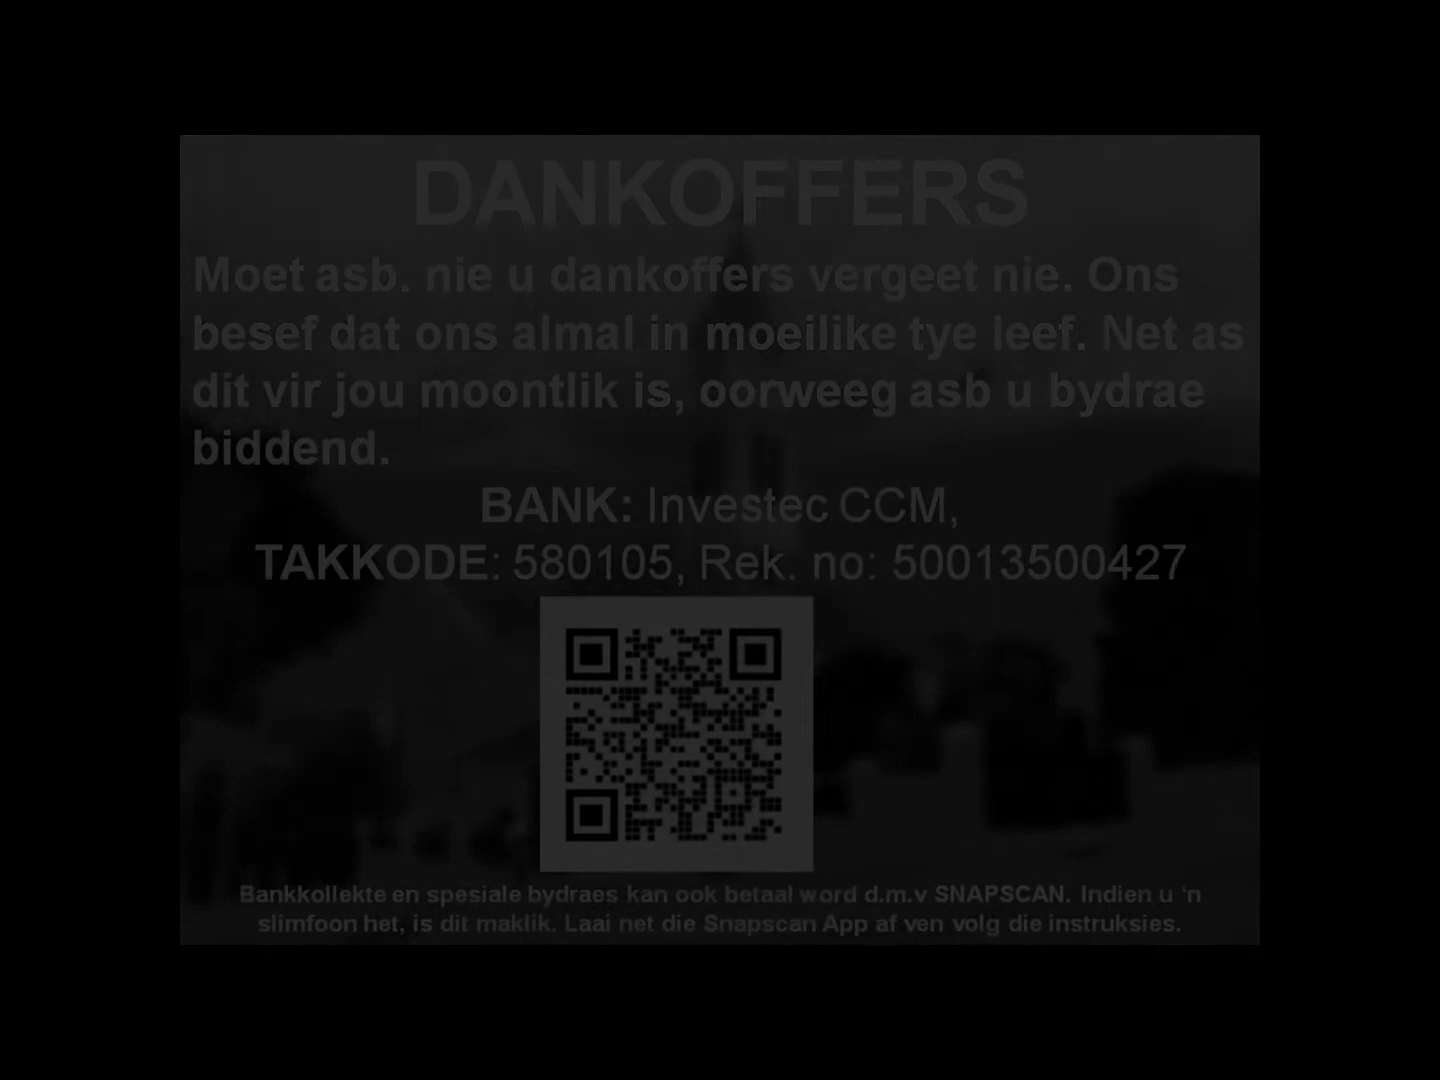 DANKOFFERS
Moet asb. nie u dankoffers vergeet nie. Ons
besef dat ons almal in moeilike tye leef. Net as
dit vir jou moontlik is, oorweeg asb u bydrae
biddend.
BANK: Investec CCM,
TAKKODE: 580105, Rek. no: 50013500427
Bankkollekte en spesiale bydraes kan ook betaal word d.m.v SNAPSCAN. Indien u ‘n
slimfoon het, is dit maklik. Laai net die Snapscan App af ven volg die instruksies.